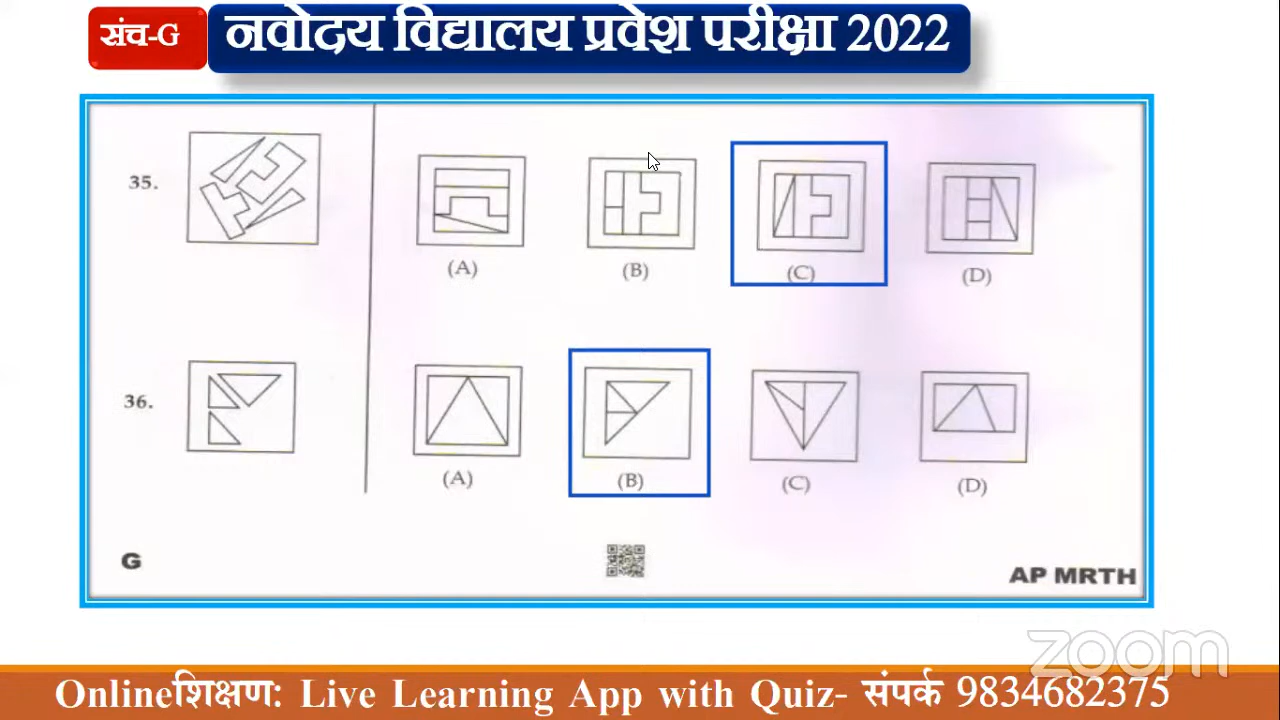 संच-G
नवोदय विद्यालय प्रवेश परीक्षा 2022
35.
(A)
(B)
(C)
(D)
36.
(A)
(B)
(C)
(D)
G
AP MRTH
zoom
Onlineशिक्षण: Live Learning App with Quiz- संपर्क 9834682375